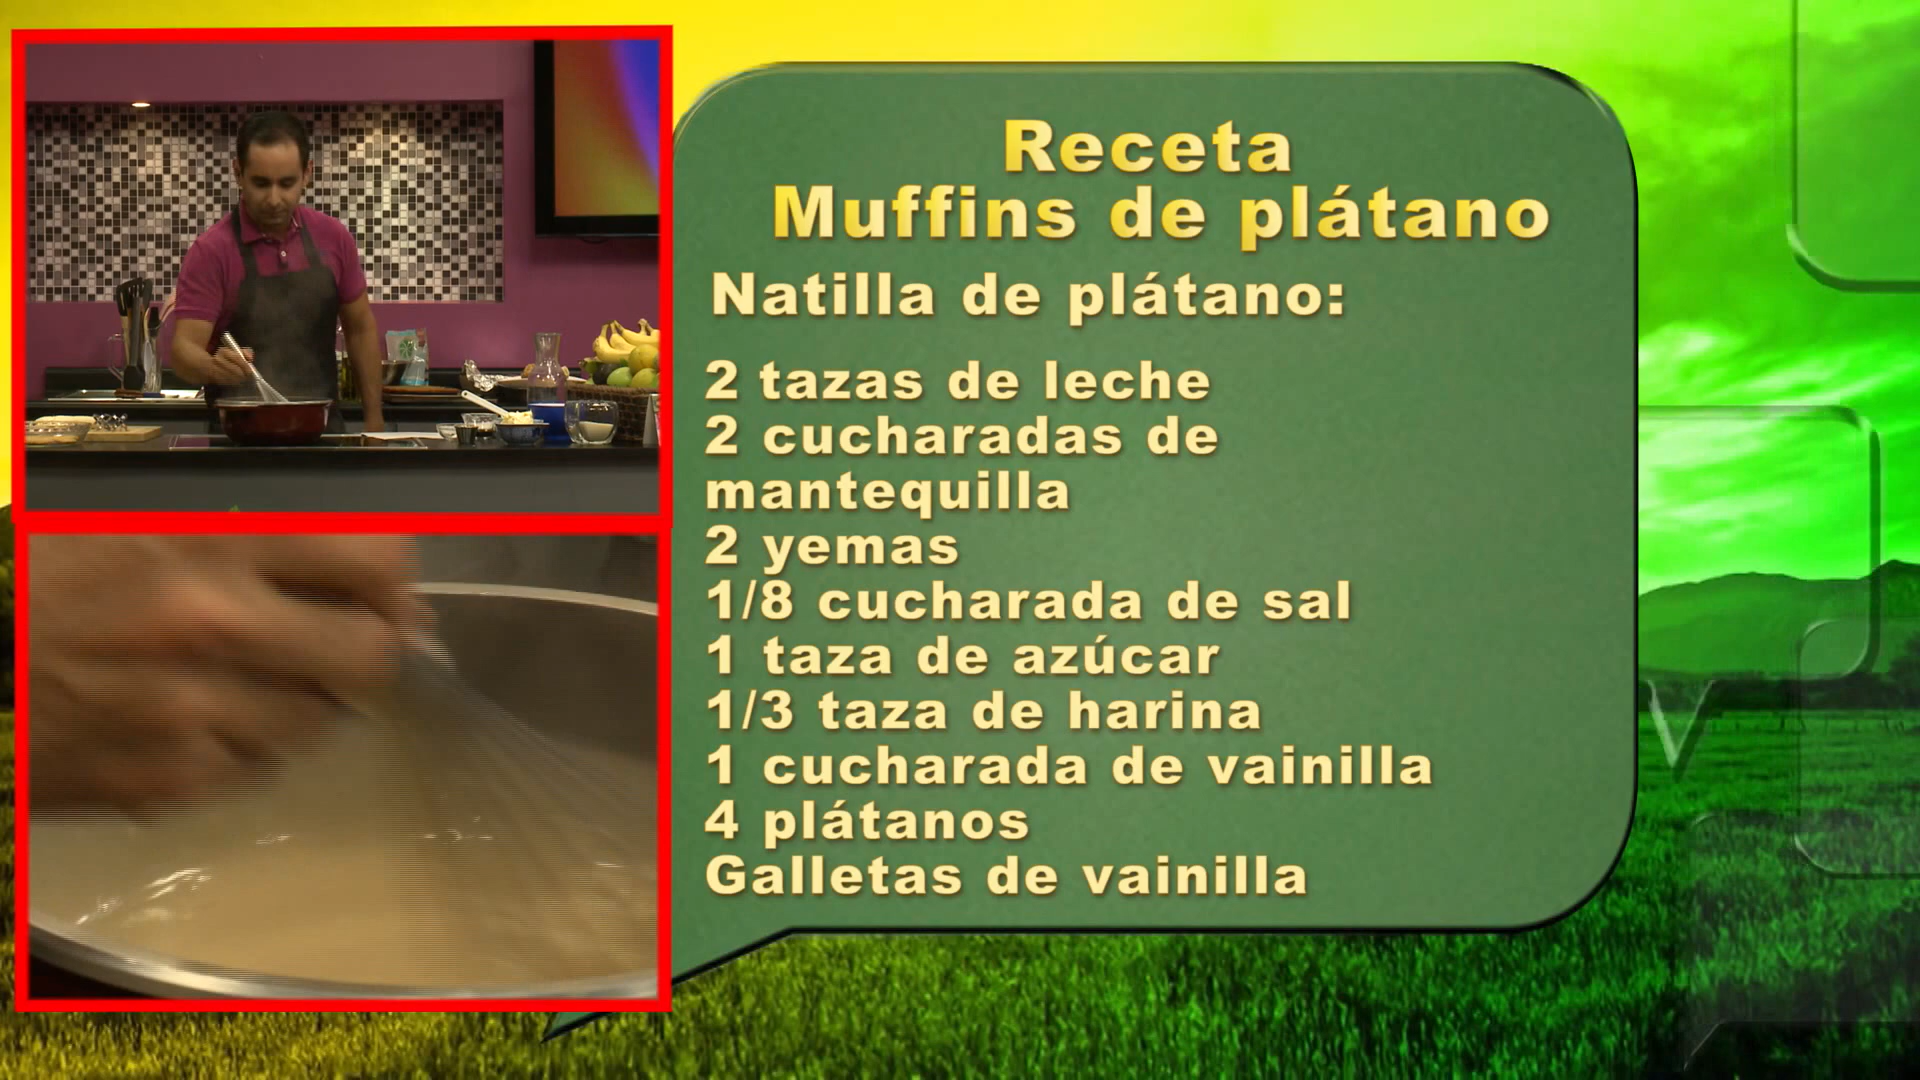 Receta
Muffins de plátano
Natilla de plátano:
2 tazas de leche
2 cucharadas de
mantequilla
2 yemas
1/8 cucharada de sal
1 taza de azúcar
1/3 taza de harina
1 cucharada de vainilla
4 plátanos
Galletas de vainilla